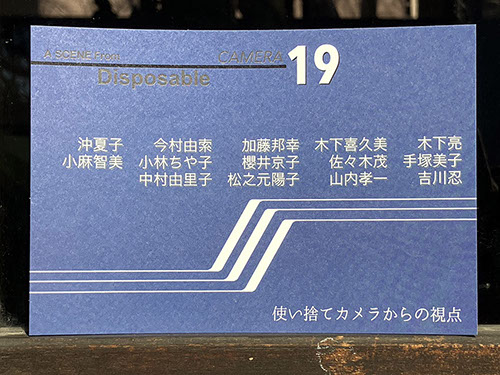 A SCENE From
Disposable
CAMERA 19
沖夏子 今村由索 加藤邦幸 木下喜久美 木下亮
小麻智美 小林ちや子 櫻井京子 佐々木茂 手塚美子
中村由里子 松之元陽子 山内孝一 吉川忍
使い捨てカメラからの視点